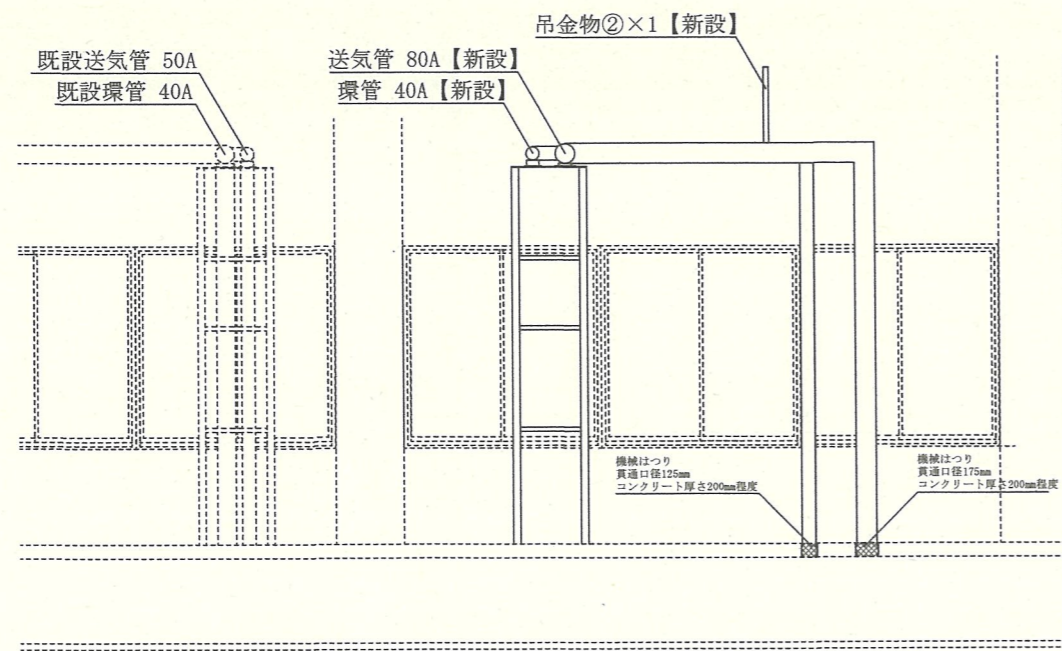 吊金物②×1【新設】
既設送気管 50A
既設環管 40A
送気管 80A【新設】
環管 40A【新設】
機械はつり
貫通口径125mm
コンクリート厚さ200mm程度
機械はつり
貫通口径175mm
コンクリート厚さ200mm程度